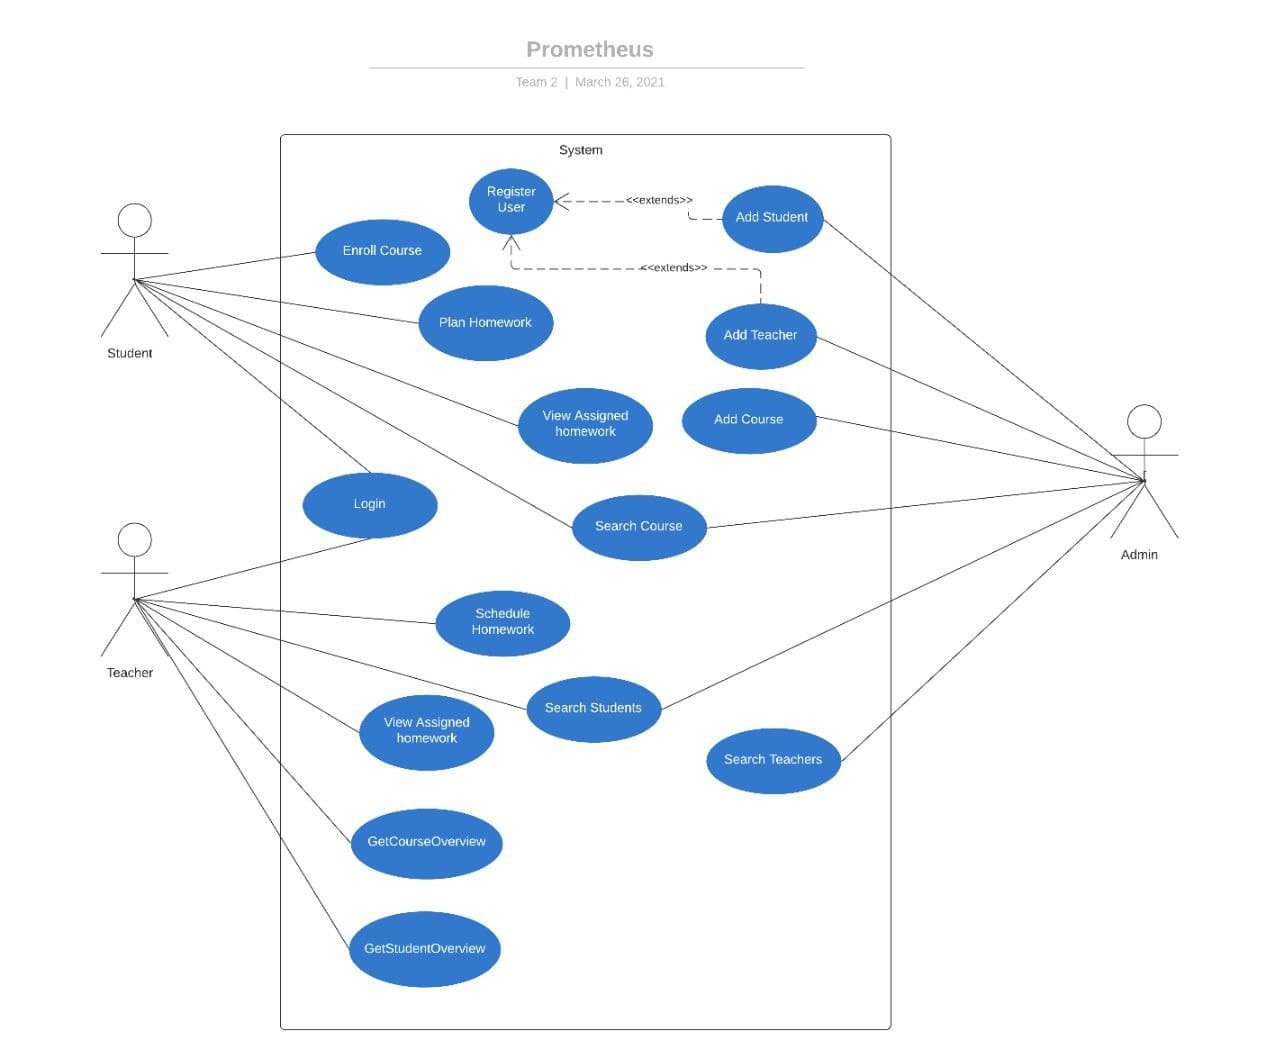 Prometheus
Team 2 | March 26, 2021
System
Register
User
<<extends>>
Add Student
Enroll Course
<<extends>>
Plan Homework
Add Teacher
Student
View Assigned
homework
Add Course
Login
Search Course
Admin
Schedule
Homework
Teacher
Search Students
View Assigned
homework
Search Teachers
GetCourseOverview
GetStudentOverview